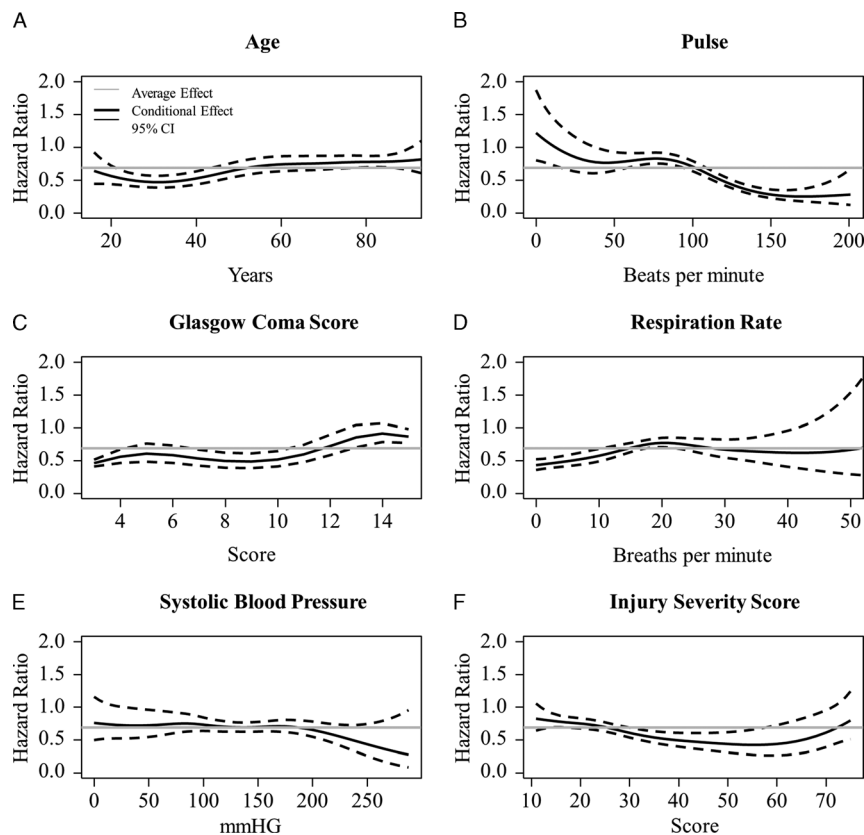 A
Age
2.0
1.5
1.0
0.5
0.0
Hazard Ratio
Average Effect
Conditional Effect
95% CI
20 40 60 80
Years
B
Pulse
2.0
1.5
1.0
0.5
0.0
Hazard Ratio
0 50 100 150 200
Beats per minute
C
Glasgow Coma Score
2.0
1.5
1.0
0.5
0.0
Hazard Ratio
4 6 8 10 12 14
Score
D
Respiration Rate
2.0
1.5
1.0
0.5
0.0
Hazard Ratio
0 10 20 30 40 50
Breaths per minute
E
Systolic Blood Pressure
2.0
1.5
1.0
0.5
0.0
Hazard Ratio
0 50 100 150 200 250
mmHG
F
Injury Severity Score
2.0
1.5
1.0
0.5
0.0
Hazard Ratio
10 20 30 40 50 60 70
Score